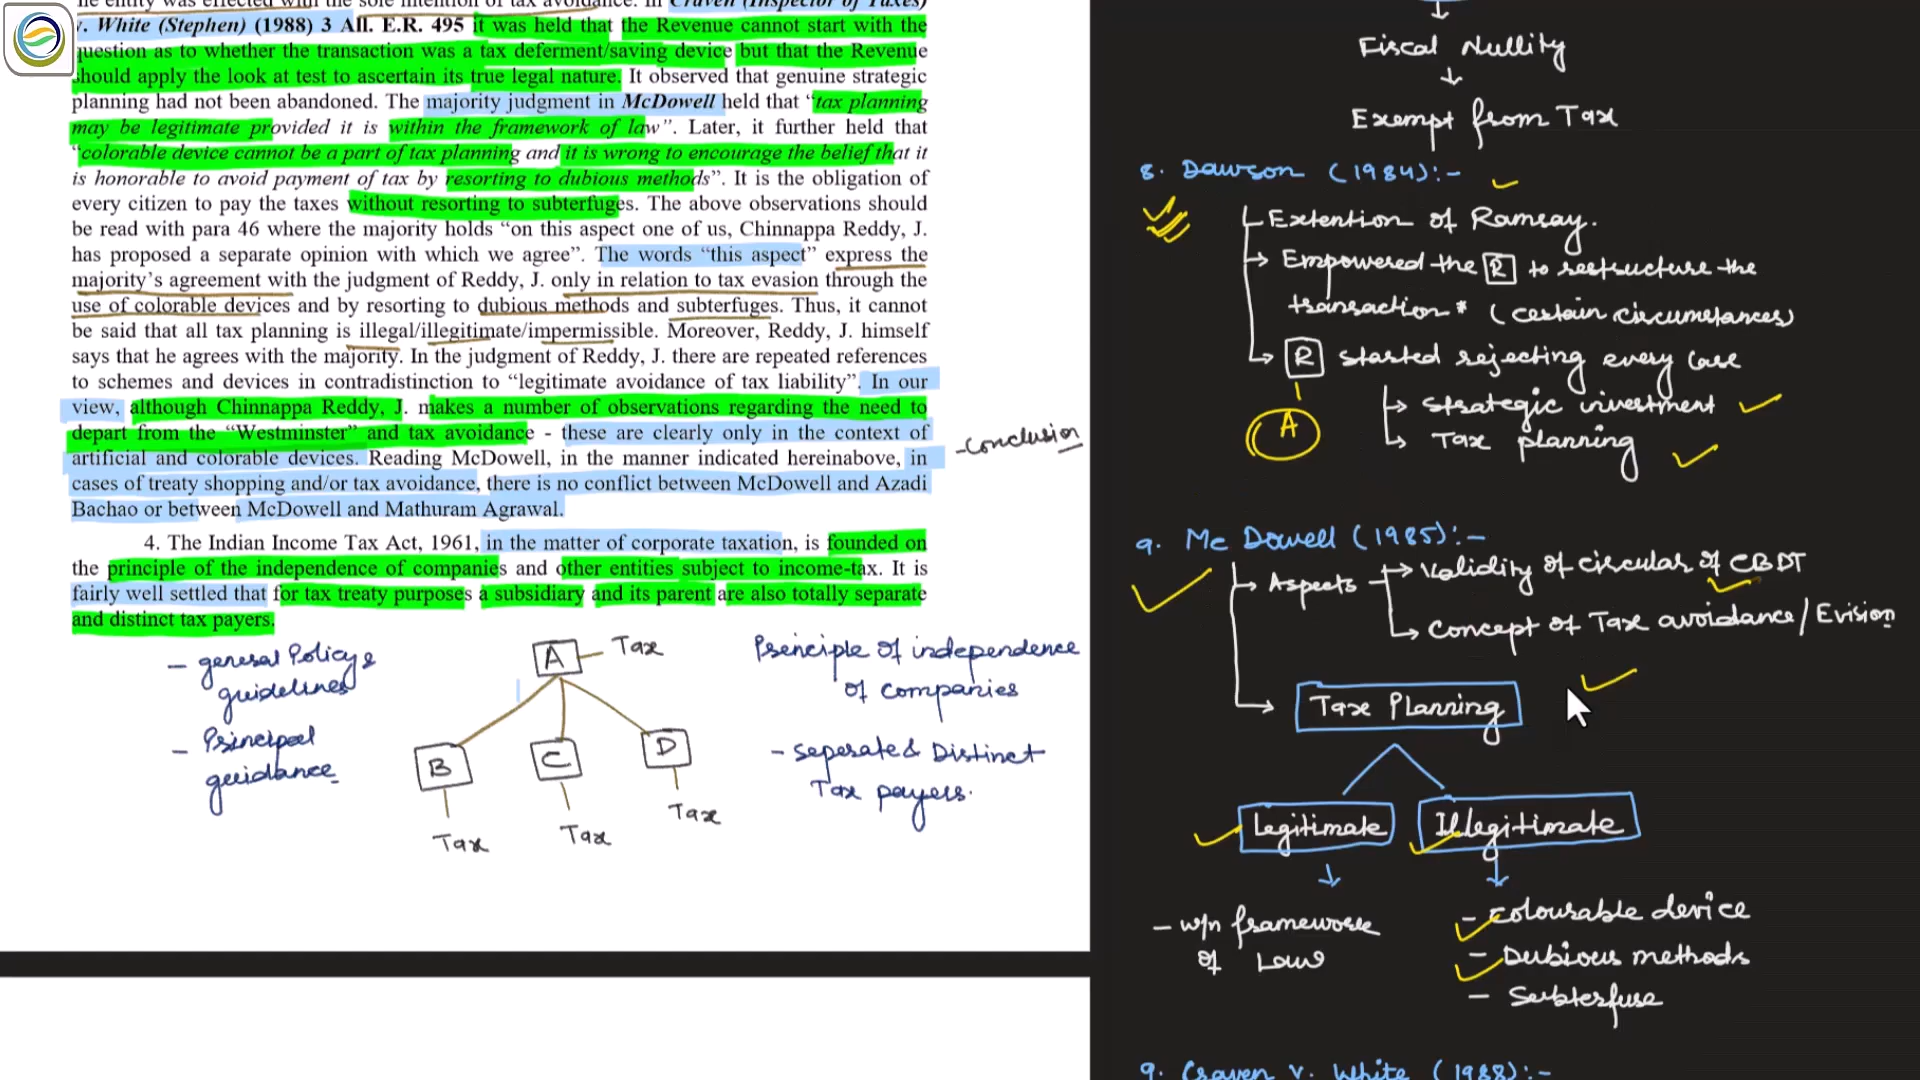 the entity was effected with the sole intention of tax avoidance. In Craven (Inspector of Taxes)
v. White (Stephen) (1988) 3 All. E.R. 495 it was held that the Revenue cannot start with the
question as to whether the transaction was a tax deferment/saving device but that the Revenue
should apply the look at test to ascertain its true legal nature. It observed that genuine strategic
planning had not been abandoned. The majority judgment in McDowell held that “tax planning
may be legitimate provided it is within the framework of law”. Later, it further held that
“colorable device cannot be a part of tax planning and it is wrong to encourage the belief that it
is honorable to avoid payment of tax by resorting to dubious methods”. It is the obligation of
every citizen to pay the taxes without resorting to subterfuges. The above observations should
be read with para 46 where the majority holds “on this aspect one of us, Chinnappa Reddy, J.
has proposed a separate opinion with which we agree”. The words “this aspect” express the
majority’s agreement with the judgment of Reddy, J. only in relation to tax evasion through the
use of colorable devices and by resorting to dubious methods and subterfuges. Thus, it cannot
be said that all tax planning is illegal/illegitimate/impermissible. Moreover, Reddy, J. himself
says that he agrees with the majority. In the judgment of Reddy, J. there are repeated references
to schemes and devices in contradistinction to “legitimate avoidance of tax liability”. In our
view, although Chinnappa Reddy, J. makes a number of observations regarding the need to
depart from the “Westminster” and tax avoidance - these are clearly only in the context of
artificial and colorable devices. Reading McDowell, in the manner indicated hereinabove, in
cases of treaty shopping and/or tax avoidance, there is no conflict between McDowell and Azadi
Bachao or between McDowell and Mathuram Agrawal.
- Conclusion
4. The Indian Income Tax Act, 1961, in the matter of corporate taxation, is founded on
the principle of the independence of companies and other entities subject to income-tax. It is
fairly well settled that for tax treaty purposes a subsidiary and its parent are also totally separate
and distinct tax payers.
- general Policy &
guidelines
- Principal
guidance
A - Tax
B C D
Tax Tax Tax
Principle of independence
of companies
- Seperate & Distinct
Tax payers.
Fiscal Nullity
Exempt from Tax
8. Dawson (1984):-
Extention of Ramsay.
Empowered the R to restructure the
transaction * (certain circumstances)
R started rejecting every case
A
Strategic investment
Tax planning
9. Mc Dowell (1985):-
Aspects
Validity of circular of CBDT
Concept of Tax avoidance/Evision
Tax Planning
Legitimate
Illegitimate
- w/n framework
of Law
- Colourable device
- Dubious methods
- Subterfuse
9. Craven v. White (1988):-